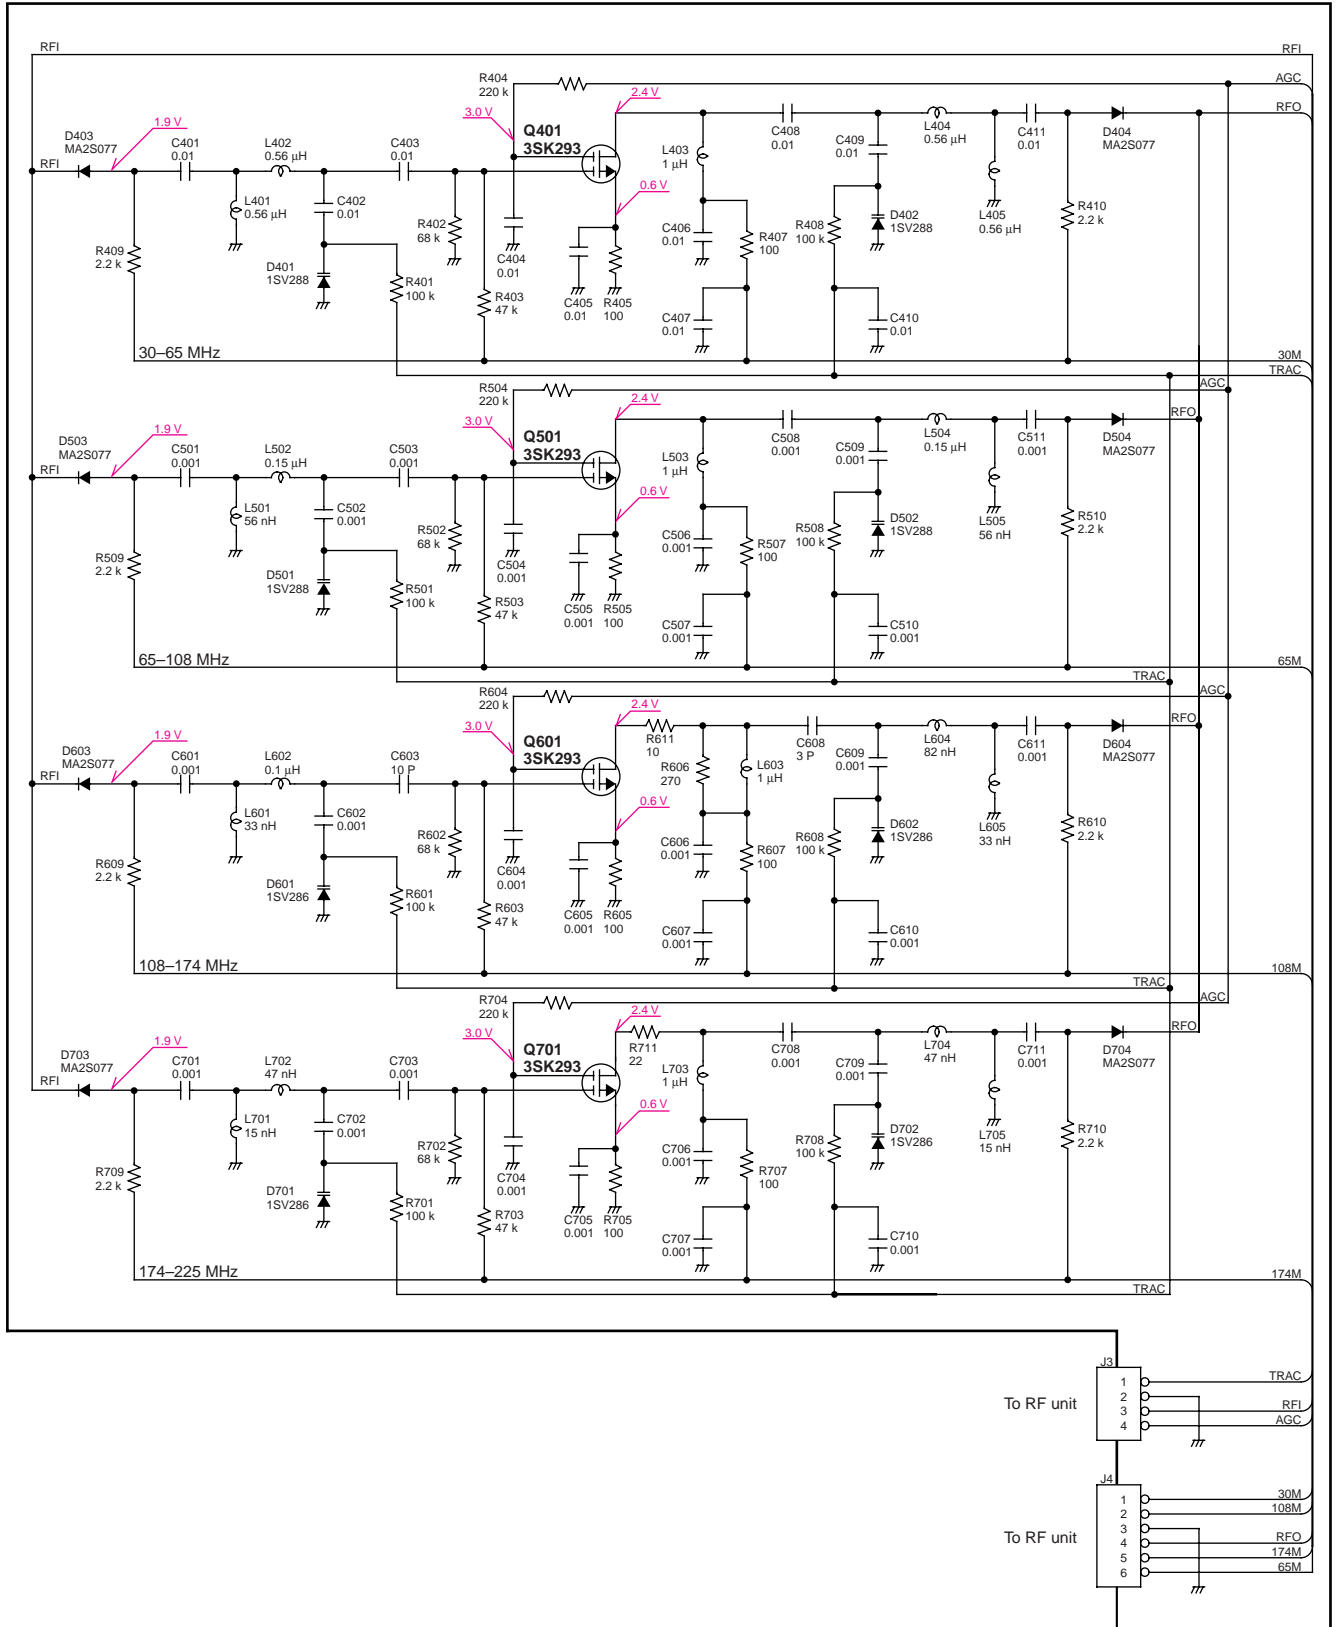 RFI
RFI
R404
220 k
AGC
2.4 V
3.0 V
RFO
D403
MA2S077
1.9 V
C401
0.01
L402
0.56 µH
C403
0.01
Q401
3SK293
L403
1 µH
C408
0.01
C409
0.01
L404
0.56 µH
C411
0.01
D404
MA2S077
RFI
L401
0.56 µH
C402
0.01
R402
68 k
0.6 V
L405
0.56 µH
R410
2.2 k
R409
2.2 k
D401
1SV288
R401
100 k
C404
0.01
R403
47 k
C405
0.01
R405
100
C406
0.01
R407
100
R408
100 k
D402
1SV288
C407
0.01
C410
0.01
30–65 MHz
30M
TRAC
R504
220 k
AGC
2.4 V
3.0 V
RFO
D503
MA2S077
1.9 V
C501
0.001
L502
0.15 µH
C503
0.001
Q501
3SK293
L503
1 µH
C508
0.001
C509
0.001
L504
0.15 µH
C511
0.001
D504
MA2S077
RFI
L501
56 nH
C502
0.001
R502
68 k
0.6 V
L505
56 nH
R510
2.2 k
R509
2.2 k
D501
1SV288
R501
100 k
C504
0.001
R503
47 k
C505
0.001
R505
100
C506
0.001
R507
100
R508
100 k
D502
1SV288
C507
0.001
C510
0.001
65–108 MHz
65M
TRAC
R604
220 k
AGC
2.4 V
3.0 V
RFO
D603
MA2S077
1.9 V
C601
0.001
L602
0.1 µH
C603
10 P
Q601
3SK293
R611
10
R606
270
L603
1 µH
C608
3 P
C609
0.001
L604
82 nH
C611
0.001
D604
MA2S077
RFI
L601
33 nH
C602
0.001
R602
68 k
0.6 V
L605
33 nH
R610
2.2 k
R609
2.2 k
D601
1SV286
R601
100 k
C604
0.001
R603
47 k
C605
0.001
R605
100
C606
0.001
R607
100
R608
100 k
D602
1SV286
C607
0.001
C610
0.001
108–174 MHz
108M
TRAC
R704
220 k
AGC
2.4 V
3.0 V
RFO
D703
MA2S077
1.9 V
C701
0.001
L702
47 nH
C703
0.001
Q701
3SK293
R711
22
L703
1 µH
C708
0.001
C709
0.001
L704
47 nH
C711
0.001
D704
MA2S077
RFI
L701
15 nH
C702
0.001
R702
68 k
0.6 V
L705
15 nH
R710
2.2 k
R709
2.2 k
D701
1SV286
R701
100 k
C704
0.001
R703
47 k
C705
0.001
R705
100
C706
0.001
R707
100
R708
100 k
D702
1SV286
C707
0.001
C710
0.001
174–225 MHz
174M
TRAC
J3
To RF unit
1
TRAC
2
3
RFI
4
AGC
J4
To RF unit
1
30M
2
108M
3
4
RFO
5
174M
6
65M